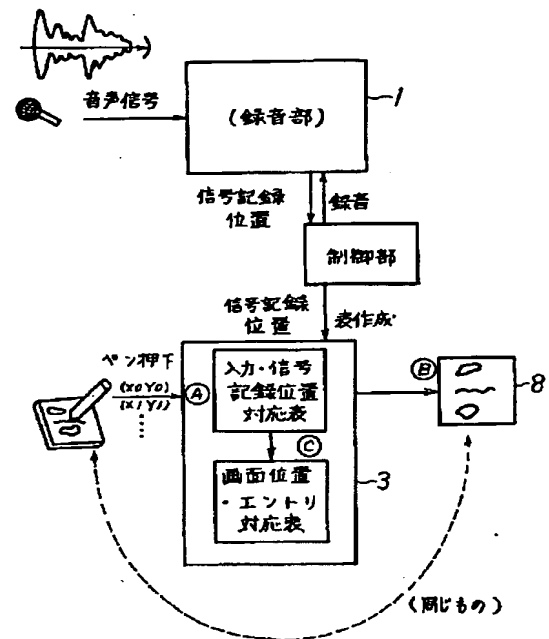 音声信号
(録音部)
1
信号記録
位置
録音
制御部
信号記録
位置
表作成
ペン押下
(X0Y0)
(X1Y1)
⋮
Ⓐ
入力・信号
記録位置
対応表
Ⓒ
画面位置
・エントリ
対応表
3
Ⓑ
8
(同じもの)